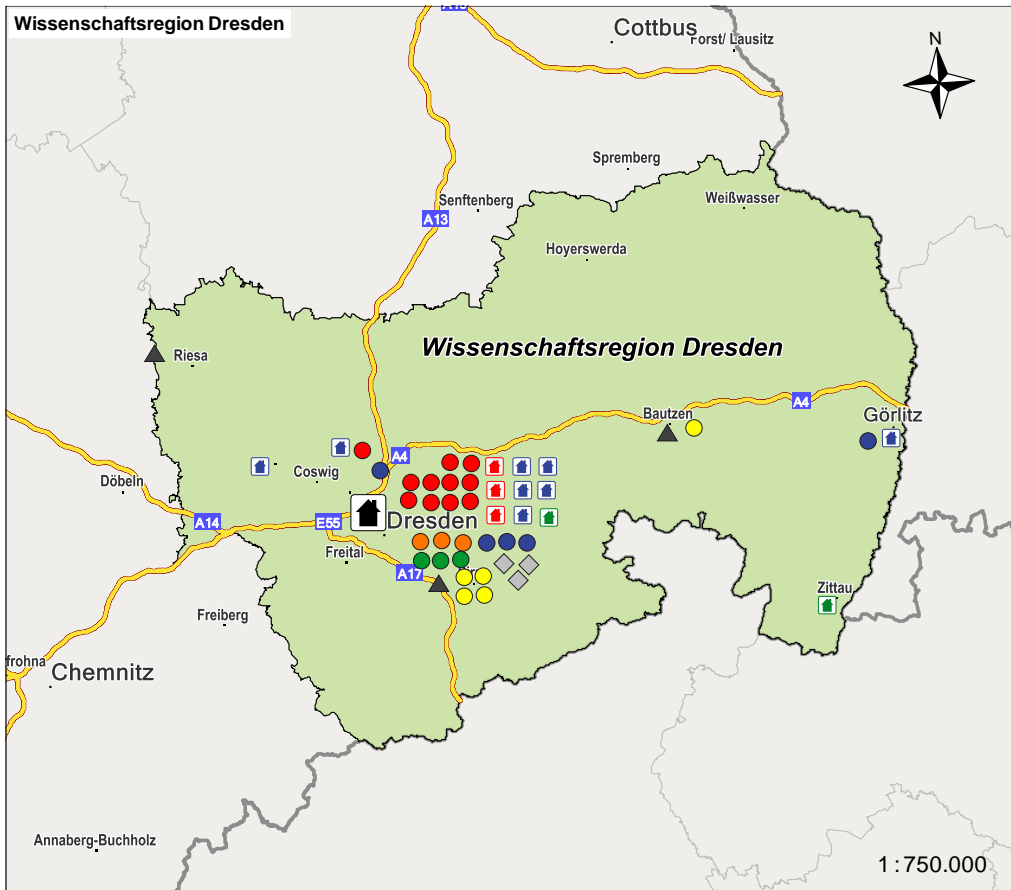 Wissenschaftsregion Dresden
Cottbus
Forst/ Lausitz
N
Spremberg
Weißwasser
Senftenberg
A13
Hoyerswerda
Wissenschaftsregion Dresden
Riesa
A4
Bautzen
Görlitz
A4
Coswig
Döbeln
A14
E55
Dresden
Freital
A17
Zittau
Freiberg
frohna
Chemnitz
Annaberg-Buchholz
1 : 750.000